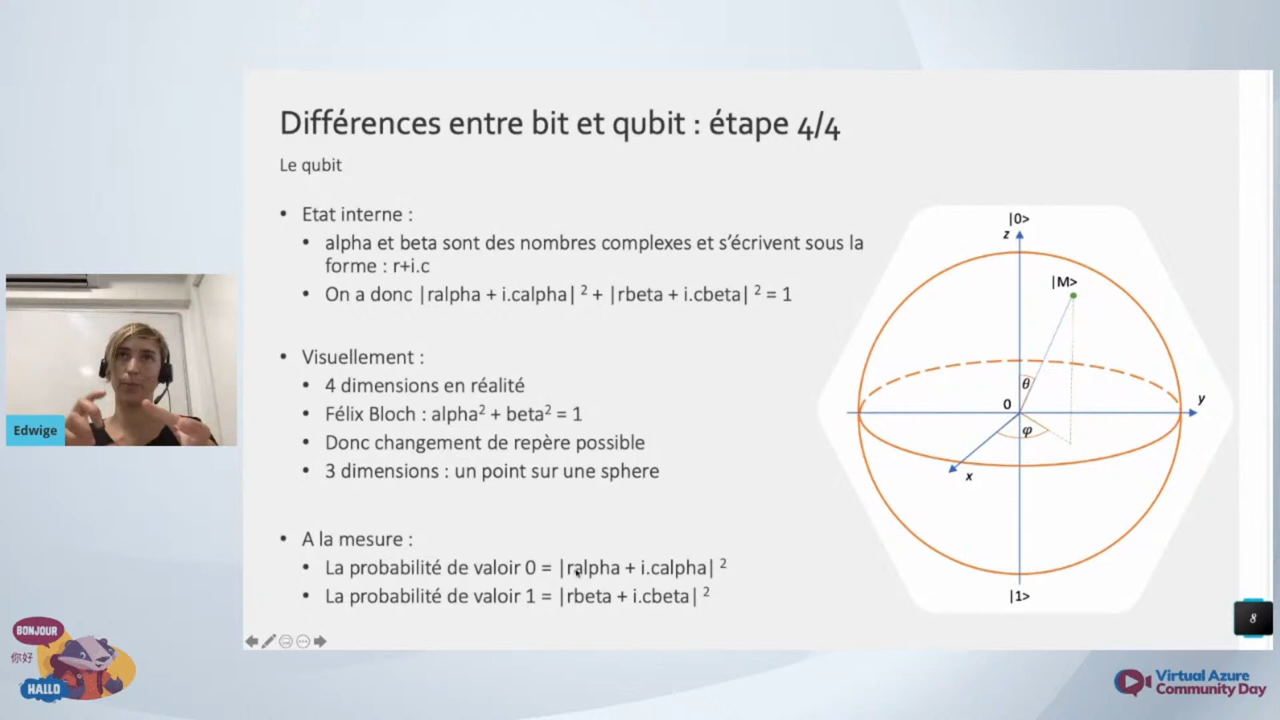 Différences entre bit et qubit : étape 4/4
Le qubit
• Etat interne :
• alpha et beta sont des nombres complexes et s’écrivent sous la
forme : r+i.c
• On a donc |ralpha + i.calpha| ² + |rbeta + i.cbeta| ² = 1
• Visuellement :
• 4 dimensions en réalité
• Félix Bloch : alpha² + beta² = 1
• Donc changement de repère possible
• 3 dimensions : un point sur une sphere
• A la mesure :
• La probabilité de valoir 0 = |ralpha + i.calpha| ²
• La probabilité de valoir 1 = |rbeta + i.cbeta| ²
|0>
z
|M>
θ
0
y
φ
x
|1>
8
Edwige
BONJOUR
你好
HALLO
Virtual Azure
Community Day